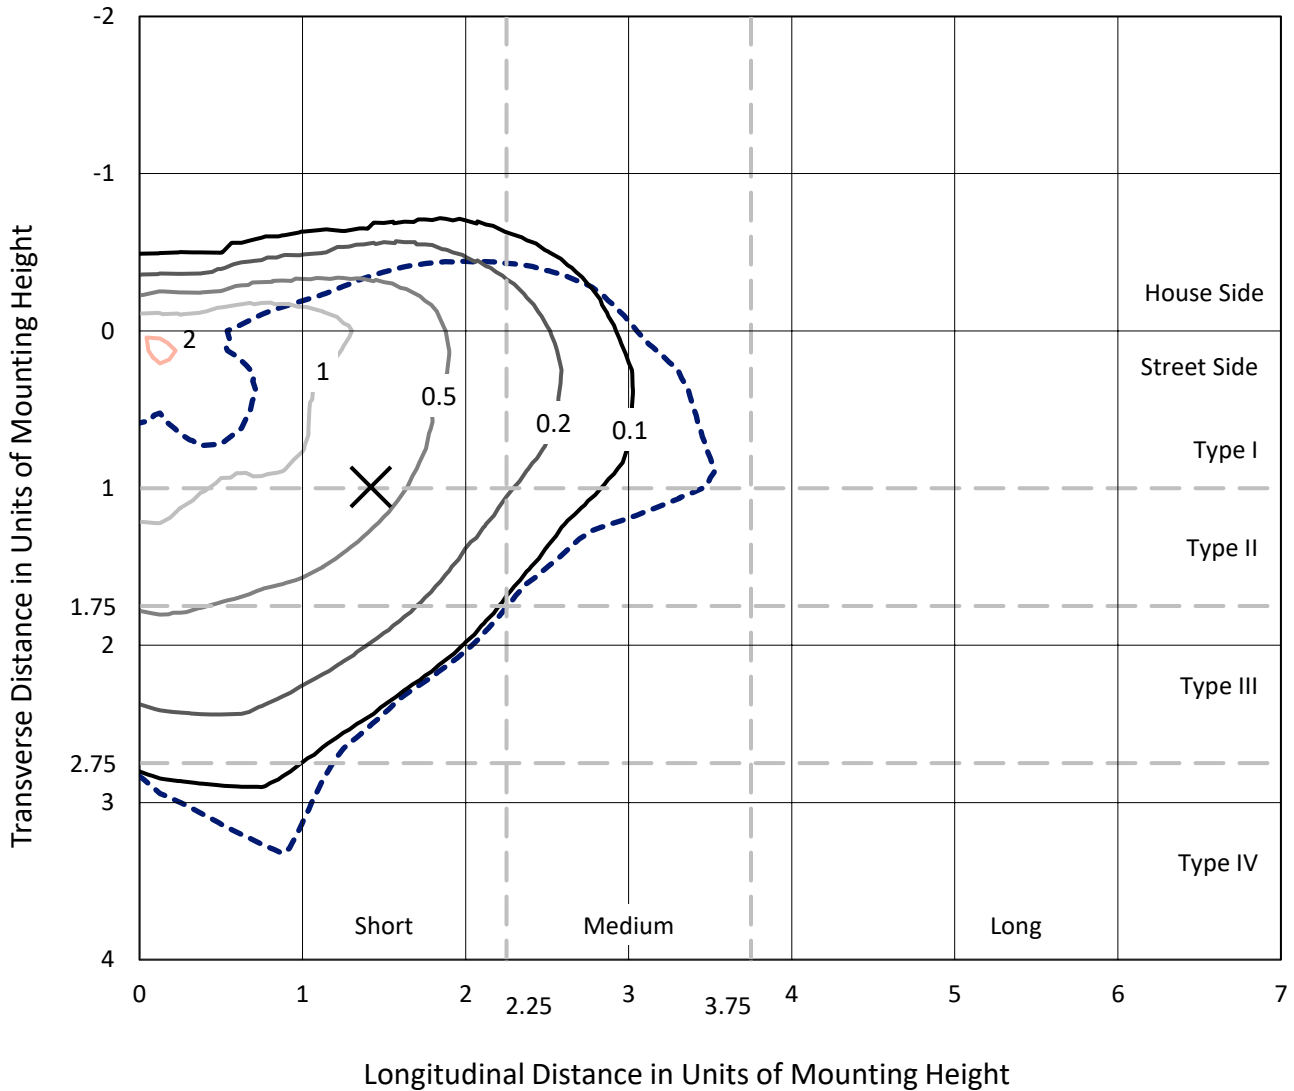 -2
-1
House Side
0
2
Street Side
1
0.5
0.2
0.1
Type I
1
Type II
1.75
2
Type III
2.75
3
Type IV
Short
Medium
Long
4
0
1
2
2.25
3
3.75
4
5
6
7
Transverse Distance in Units of Mounting Height
Longitudinal Distance in Units of Mounting Height